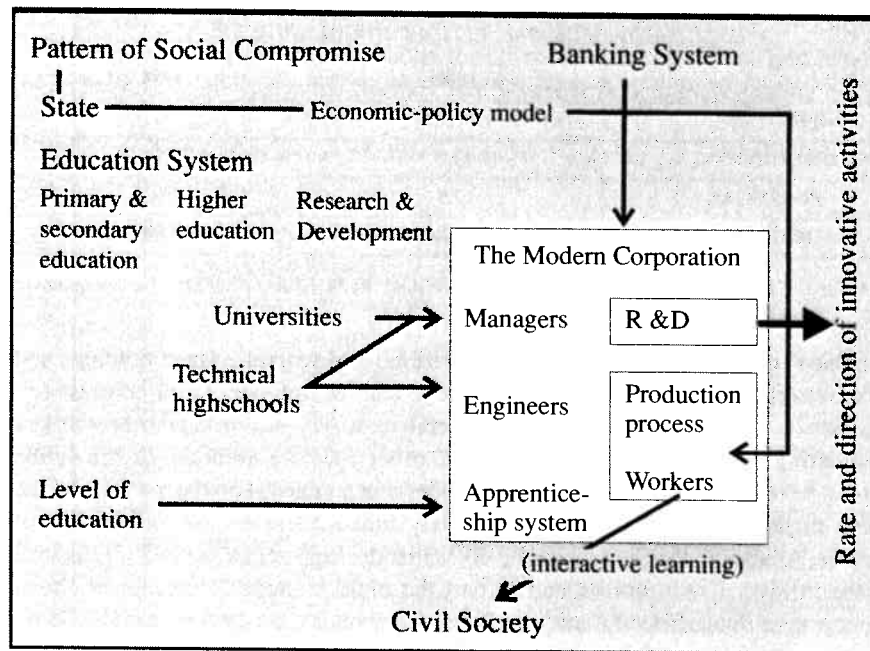 Pattern of Social Compromise
Banking System
State
Economic-policy model
Education System
Primary &
secondary
education
Higher
education
Research &
Development
The Modern Corporation
Universities
Managers
R &D
Technical
highschools
Engineers
Production
process
Workers
Level of
education
Apprentice-
ship system
(interactive learning)
Civil Society
Rate and direction of innovative activities